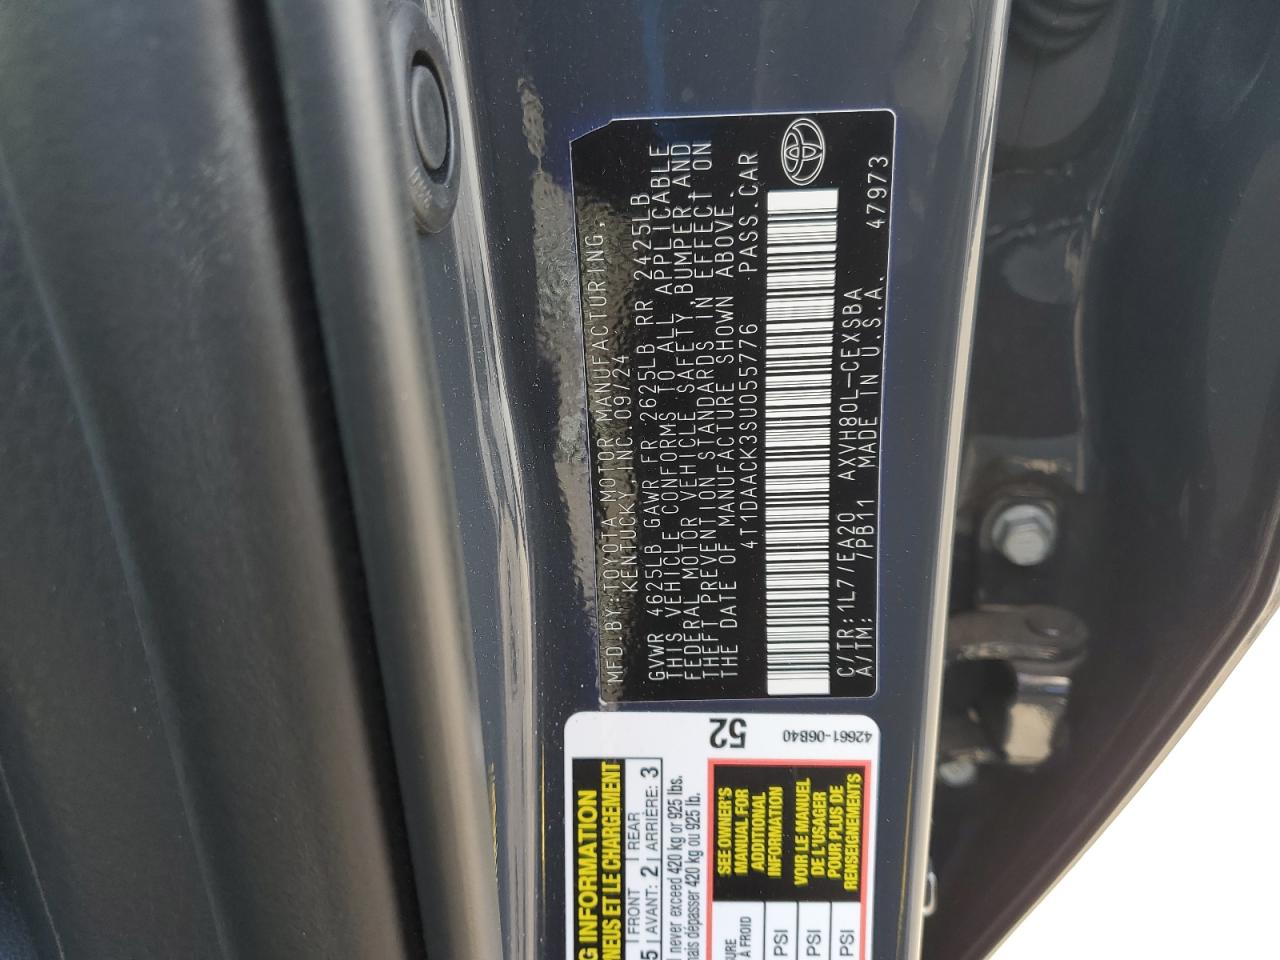 MFD.BY:TOYOTA MOTOR MANUFACTURING,
KENTUCKY,INC.09/24
GVWR 4625LB GAWR FR 2625LB RR 2425LB
THIS VEHICLE CONFORMS TO ALL APPLICABLE
FEDERAL MOTOR VEHICLE SAFETY,BUMPER,AND
THEFT PREVENTION STANDARDS IN EFFECT ON
THE DATE OF MANUFACTURE SHOWN ABOVE.
4T1DAACK3SU055776 PASS.CAR
C/TR:1L7/EA20 AXVH80L-CEXSBA
A/TM: /PB11 MADE IN U.S.A. 47973
52
42661-06B40
G INFORMATION
PNEUS ET LE CHARGEMENT
5 FRONT REAR
AVANT: 2 ARRIÈRE: 3
never exceed 420 kg or 925 lbs.
mais dépasser 420 kg ou 925 lb.
SEE OWNER'S
MANUAL FOR
ADDITIONAL
INFORMATION
VOIR LE MANUEL
DE L'USAGER
POUR PLUS DE
RENSEIGNEMENTS
À FROID
PSI
PSI
PSI